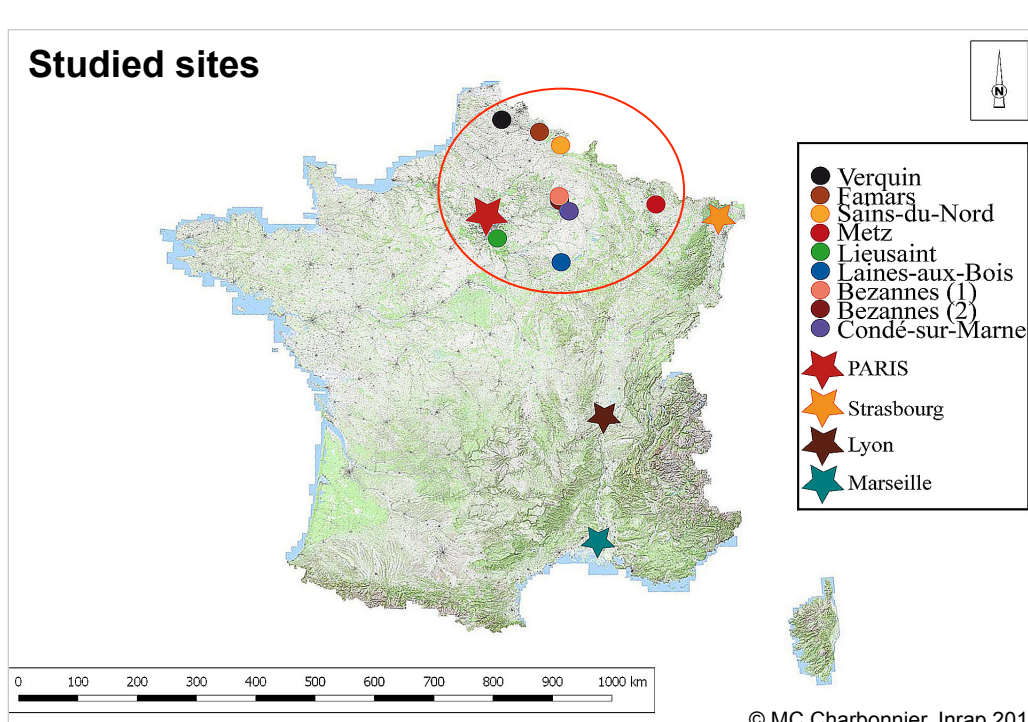 Studied sites
N
Verquin
Famars
Sains-du-Nord
Metz
Lieusaint
Laines-aux-Bois
Bezannes (1)
Bezannes (2)
Condé-sur-Marne
PARIS
Strasbourg
Lyon
Marseille
0 100 200 300 400 500 600 700 800 900 1000 km
© MC Charbonnier, Inrap 201